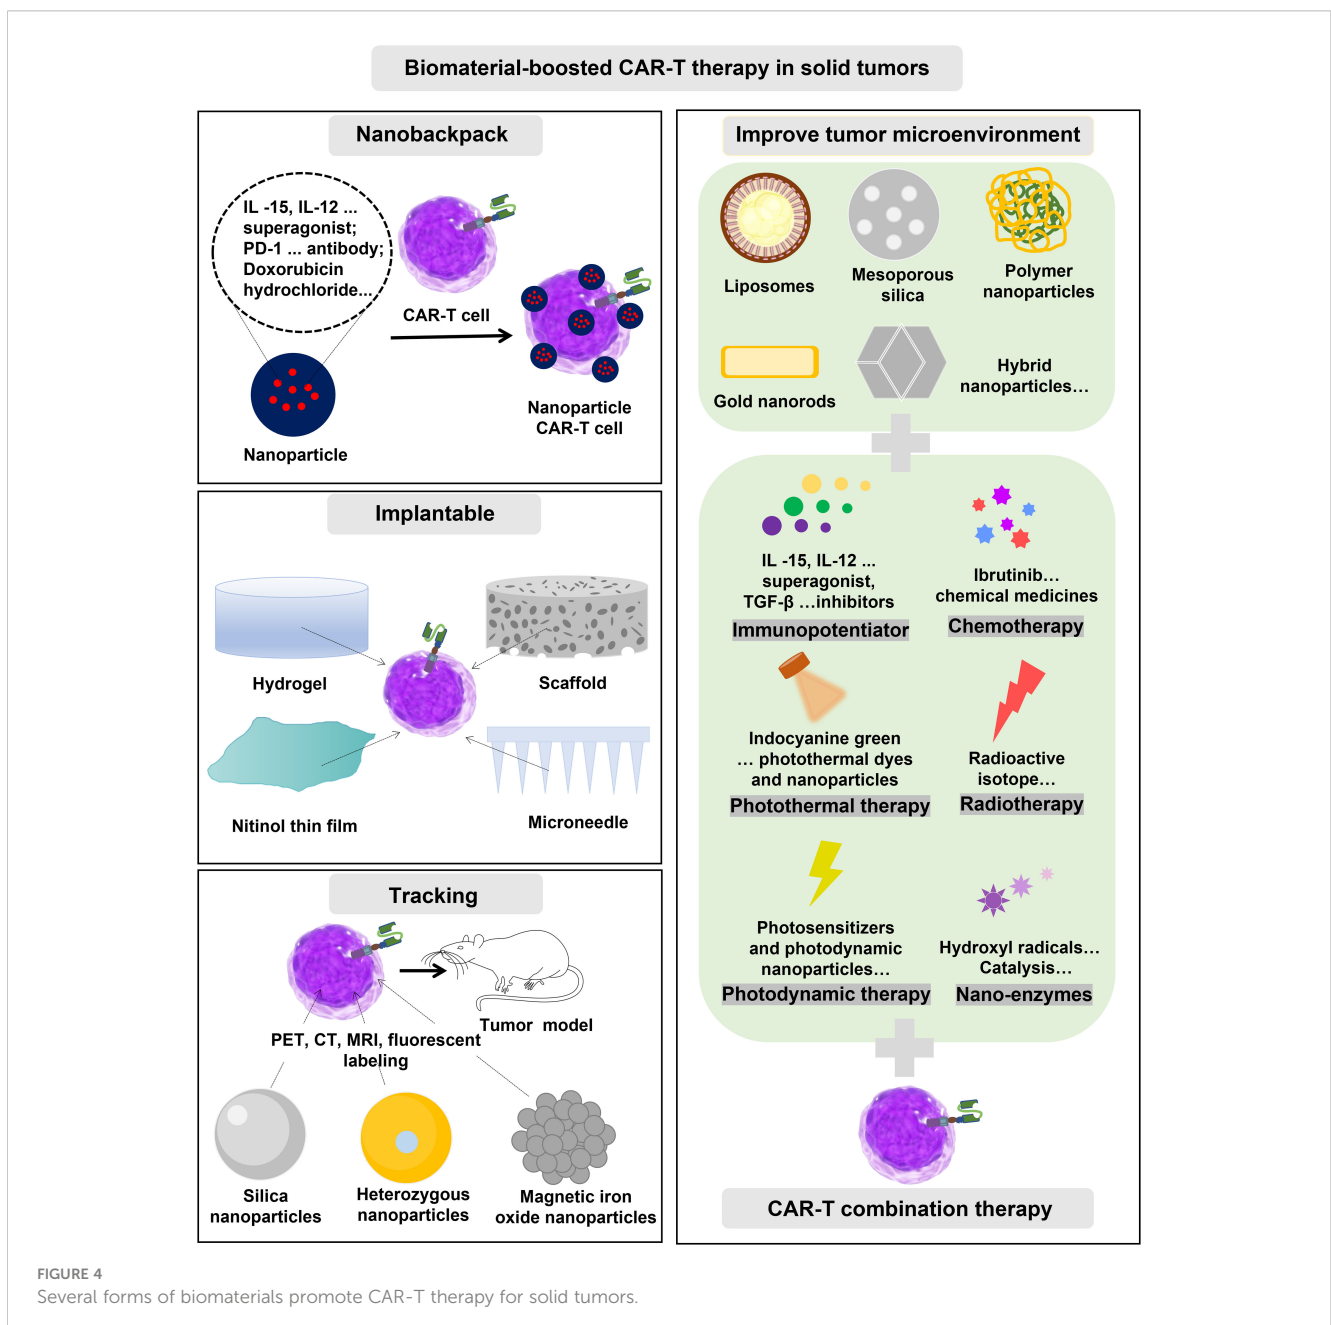 Biomaterial-boosted CAR-T therapy in solid tumors
Nanobackpack
IL -15, IL-12 ...
superagonist;
PD-1 ... antibody;
Doxorubicin
hydrochloride...
CAR-T cell
Nanoparticle
CAR-T cell
Nanoparticle
Implantable
Hydrogel
Scaffold
Nitinol thin film
Microneedle
Tracking
Tumor model
PET, CT, MRI, fluorescent
labeling
Silica
nanoparticles
Heterozygous
nanoparticles
Magnetic iron
oxide nanoparticles
Improve tumor microenvironment
Liposomes
Mesoporous
silica
Polymer
nanoparticles
Gold nanorods
Hybrid
nanoparticles...
IL -15, IL-12 ...
superagonist,
TGF-β ...inhibitors
Immunopotentiator
Ibrutinib...
chemical medicines
Chemotherapy
Indocyanine green
... photothermal dyes
and nanoparticles
Photothermal therapy
Radioactive
isotope...
Radiotherapy
Photosensitizers
and photodynamic
nanoparticles...
Photodynamic therapy
Hydroxyl radicals...
Catalysis...
Nano-enzymes
CAR-T combination therapy
FIGURE 4
Several forms of biomaterials promote CAR-T therapy for solid tumors.